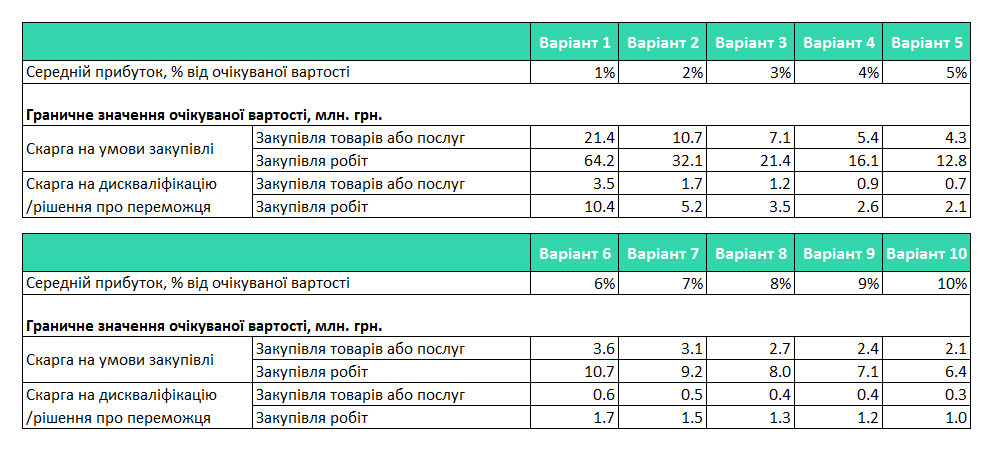 Варіант 1 Варіант 2 Варіант 3 Варіант 4 Варіант 5
Середній прибуток, % від очікуваної вартості 1% 2% 3% 4% 5%
Граничне значення очікуваної вартості, млн. грн.
Скарга на умови закупівлі Закупівля товарів або послуг 21.4 10.7 7.1 5.4 4.3
Закупівля робіт 64.2 32.1 21.4 16.1 12.8
Скарга на дискваліфікацію Закупівля товарів або послуг 3.5 1.7 1.2 0.9 0.7
/рішення про переможця Закупівля робіт 10.4 5.2 3.5 2.6 2.1
Варіант 6 Варіант 7 Варіант 8 Варіант 9 Варіант 10
Середній прибуток, % від очікуваної вартості 6% 7% 8% 9% 10%
Граничне значення очікуваної вартості, млн. грн.
Скарга на умови закупівлі Закупівля товарів або послуг 3.6 3.1 2.7 2.4 2.1
Закупівля робіт 10.7 9.2 8.0 7.1 6.4
Скарга на дискваліфікацію Закупівля товарів або послуг 0.6 0.5 0.4 0.4 0.3
/рішення про переможця Закупівля робіт 1.7 1.5 1.3 1.2 1.0